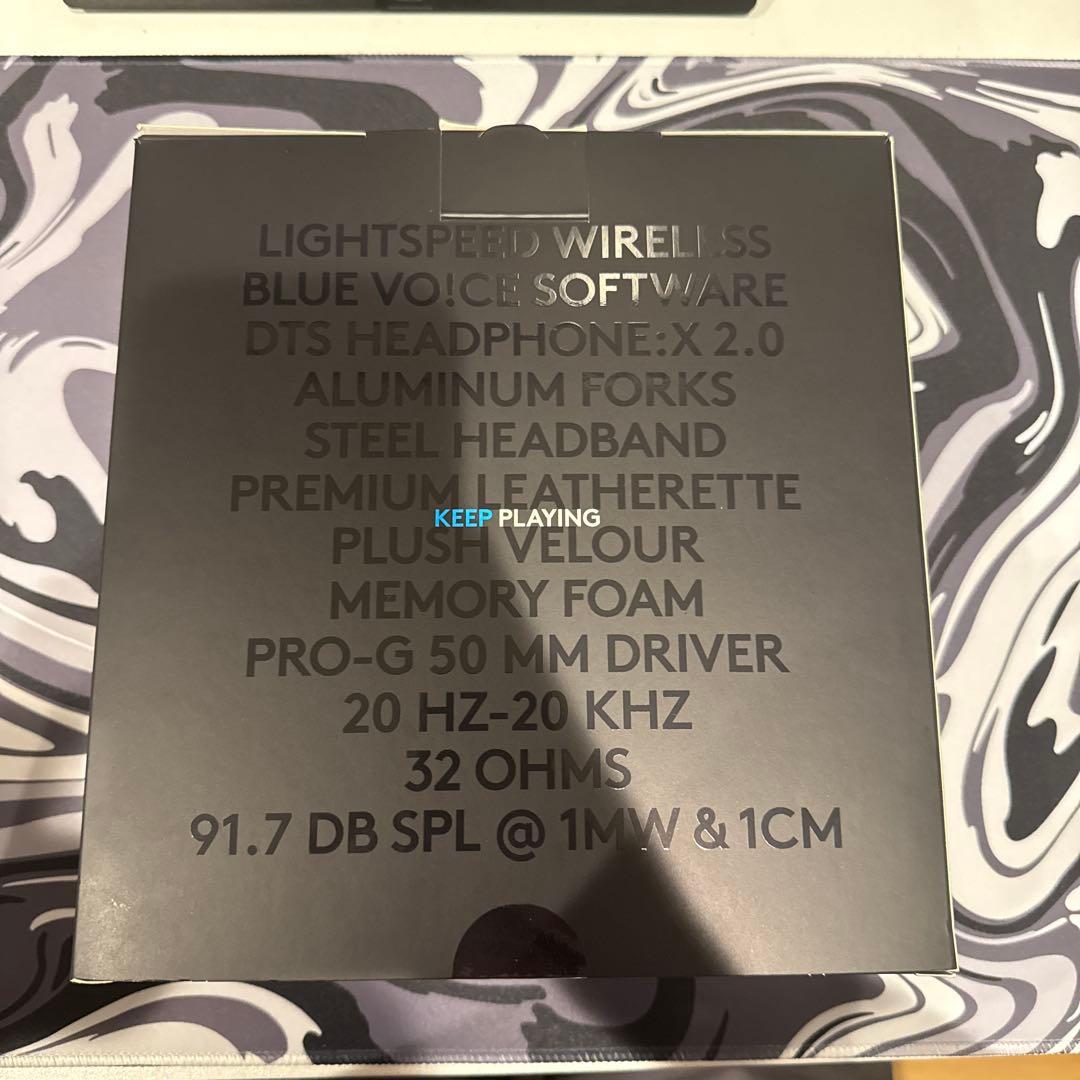 LIGHTSPEED WIRELESS
BLUE VO!CE SOFTWARE
DTS HEADPHONE:X 2.0
ALUMINUM FORKS
STEEL HEADBAND
PREMIUM LEATHERETTE
KEEP PLAYING
PLUSH VELOUR
MEMORY FOAM
PRO-G 50 MM DRIVER
20 HZ-20 KHZ
32 OHMS
91.7 DB SPL @ 1MW & 1CM